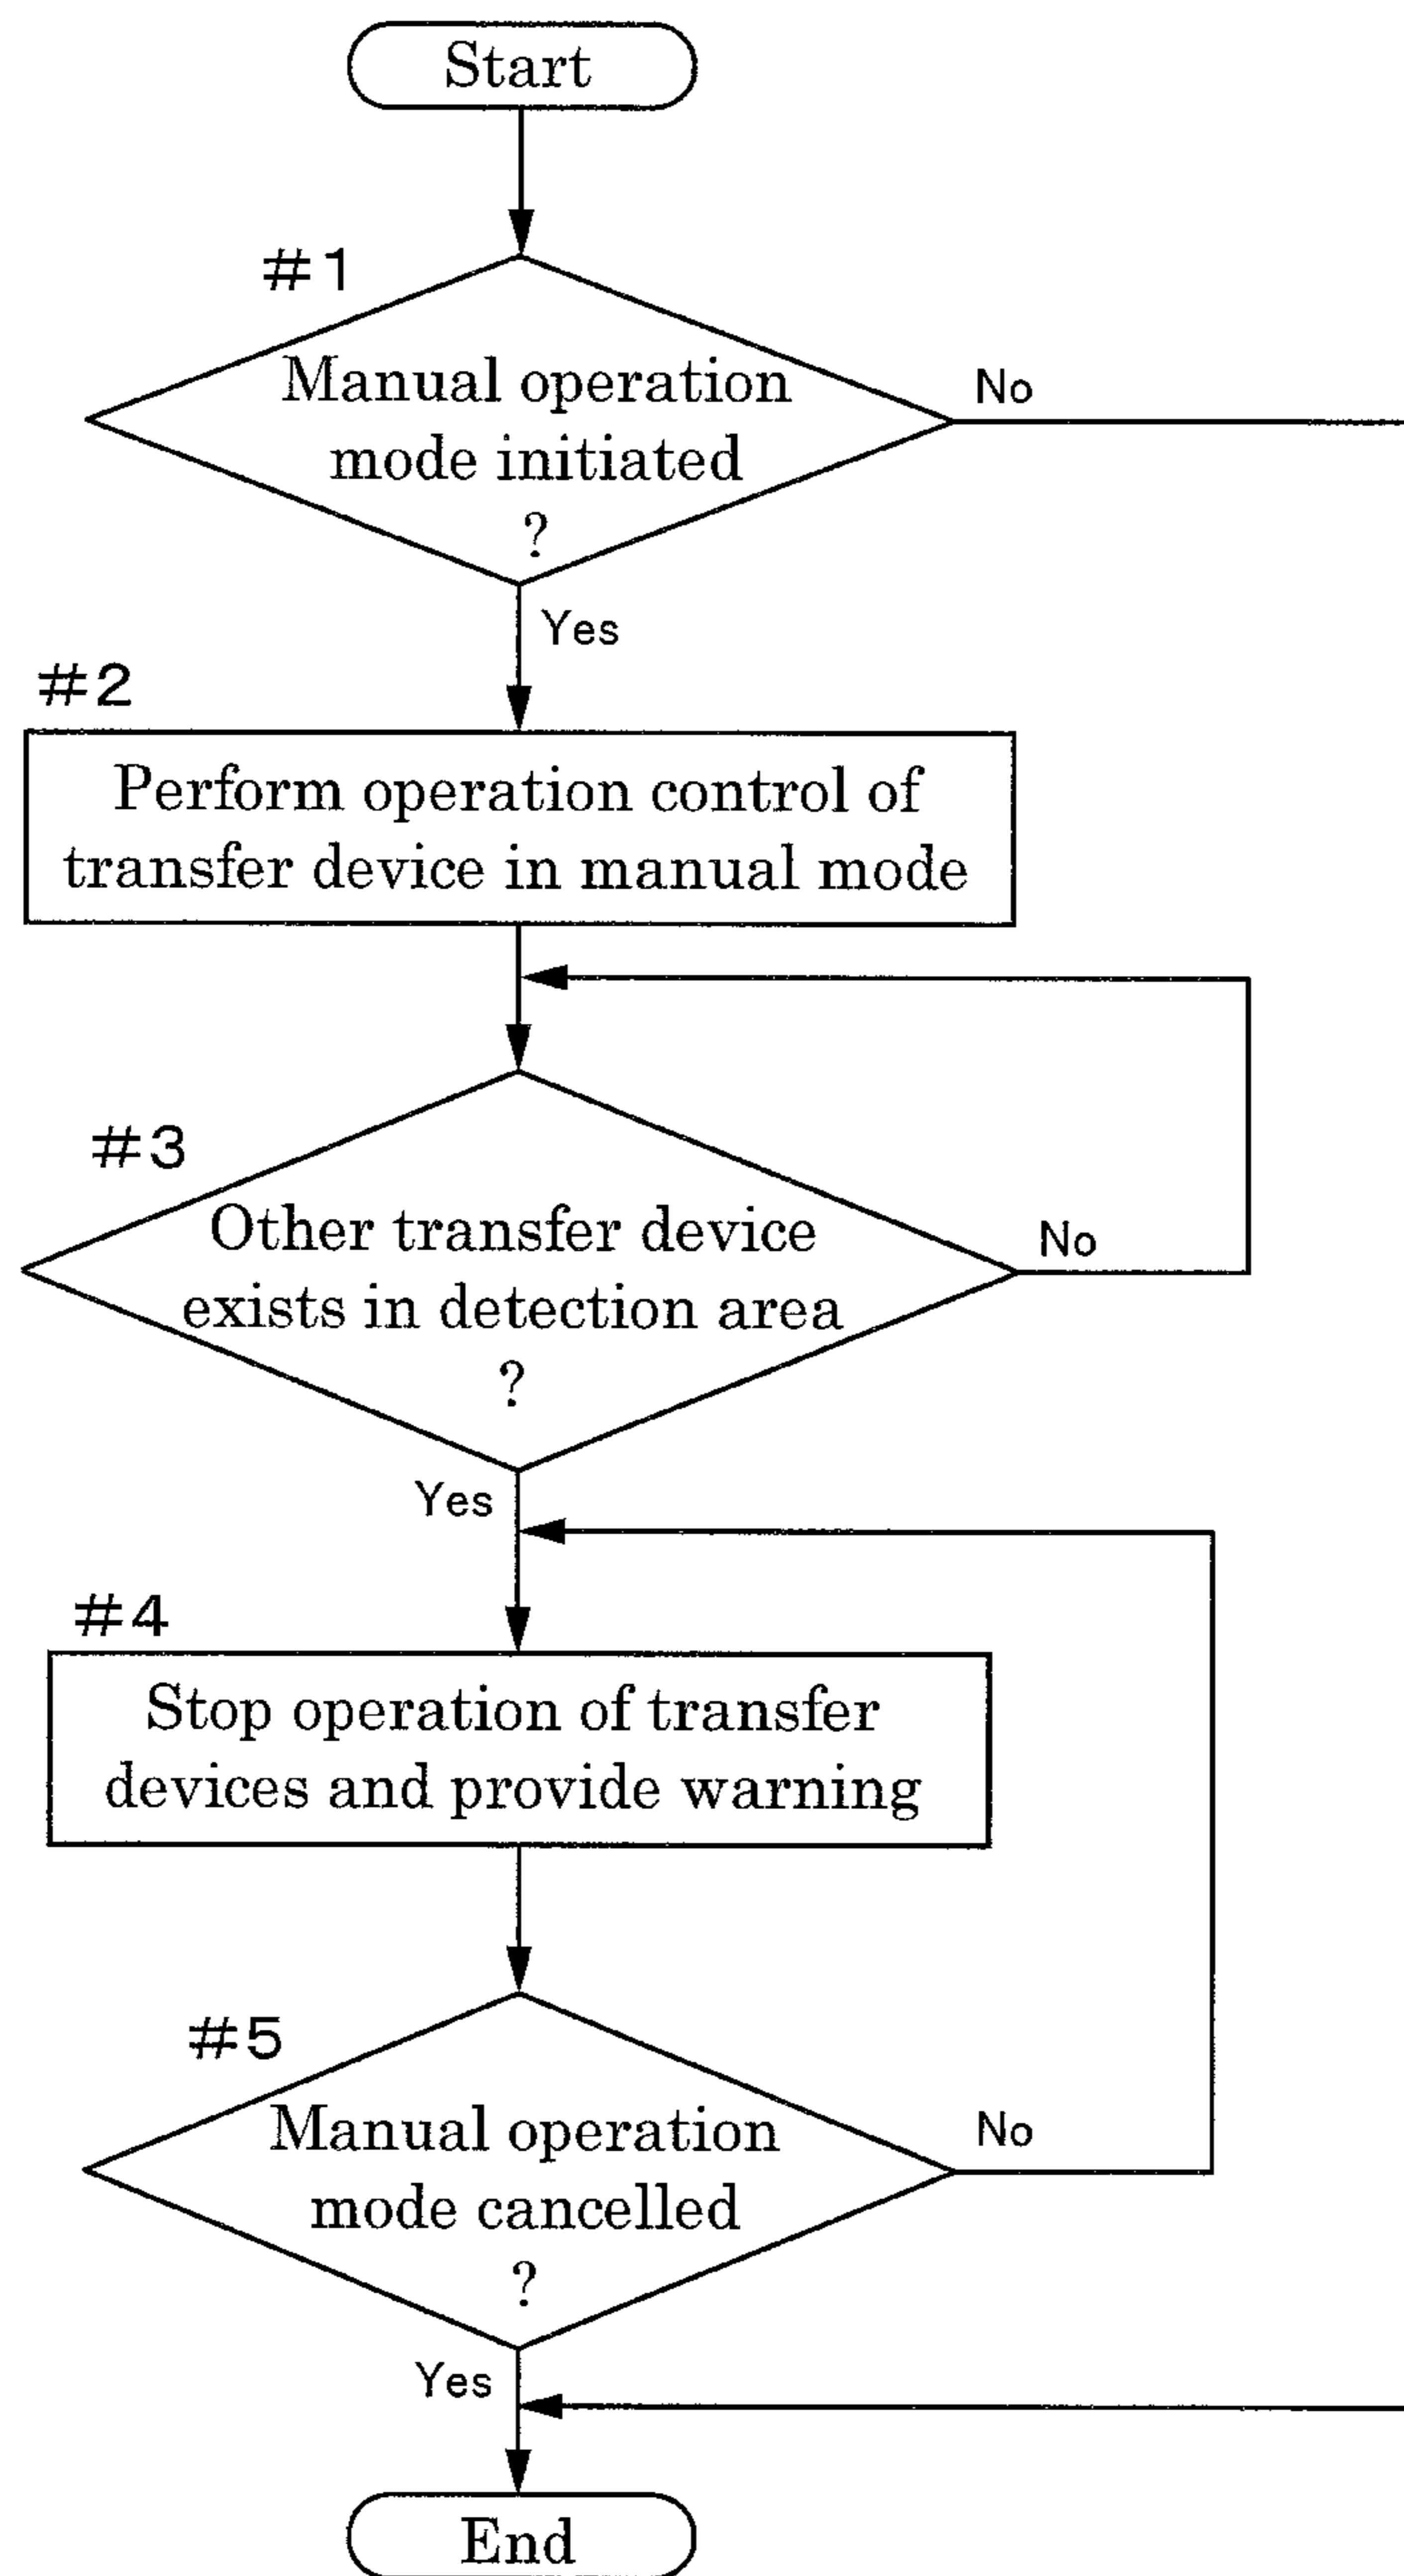 Start
#1
Manual operation
mode initiated
?
No
Yes
#2
Perform operation control of
transfer device in manual mode
#3
Other transfer device
exists in detection area
?
No
Yes
#4
Stop operation of transfer
devices and provide warning
#5
Manual operation
mode cancelled
?
No
Yes
End